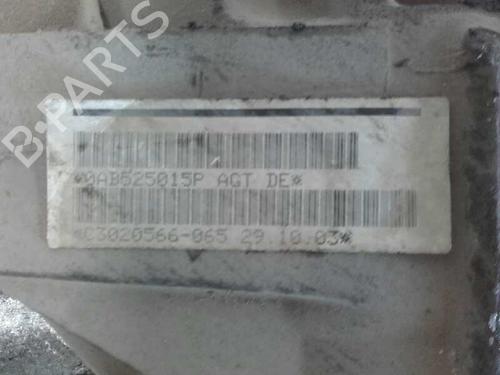 B-PARTS
*0AB525015P AGT DE*
*C3020566-065 29.10.03*